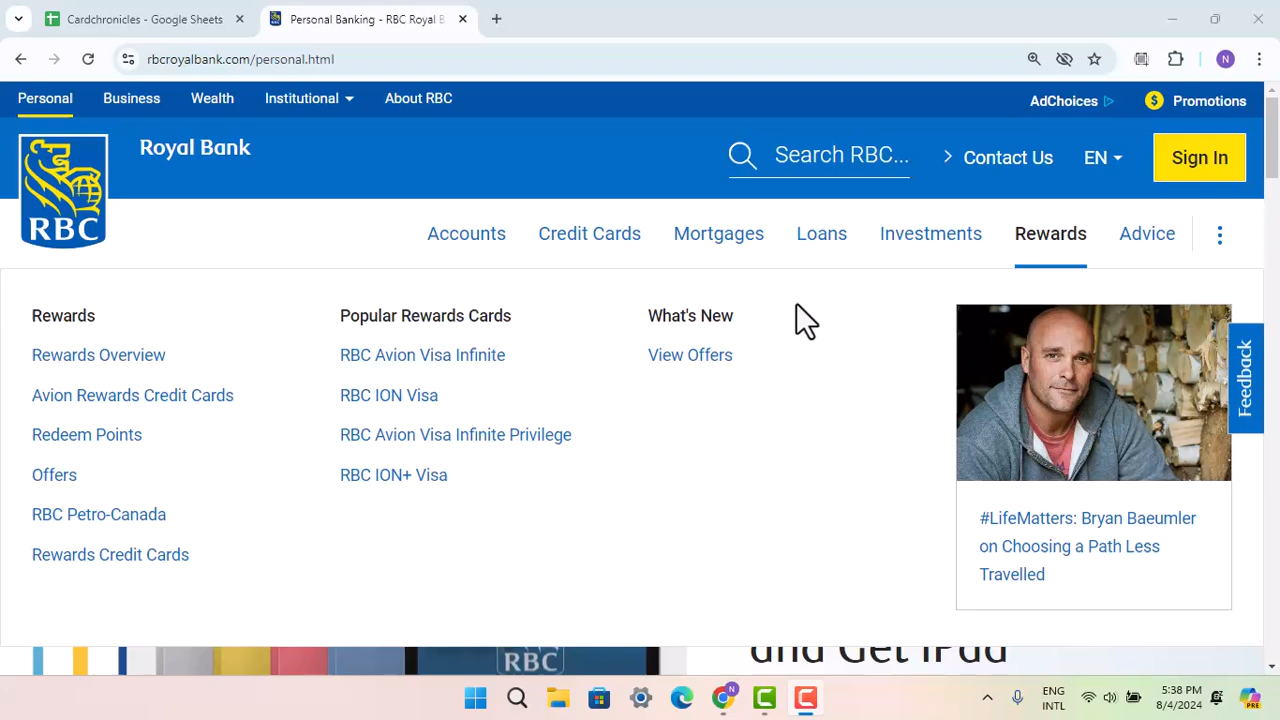 Cardchronicles - Google Sheets
Personal Banking - RBC Royal B
rbcroyalbank.com/personal.html
N
Personal Business Wealth Institutional About RBC
AdChoices $ Promotions
Royal Bank
Search RBC... Contact Us EN Sign In
RBC
Accounts Credit Cards Mortgages Loans Investments Rewards Advice
Rewards
Rewards Overview
Avion Rewards Credit Cards
Redeem Points
Offers
RBC Petro-Canada
Rewards Credit Cards
Popular Rewards Cards
RBC Avion Visa Infinite
RBC ION Visa
RBC Avion Visa Infinite Privilege
RBC ION+ Visa
What's New
View Offers
#LifeMatters: Bryan Baeumler
on Choosing a Path Less
Travelled
Feedback
RBC
and Get iPad
N
ENG
INTL
5:38 PM
8/4/2024
PRE